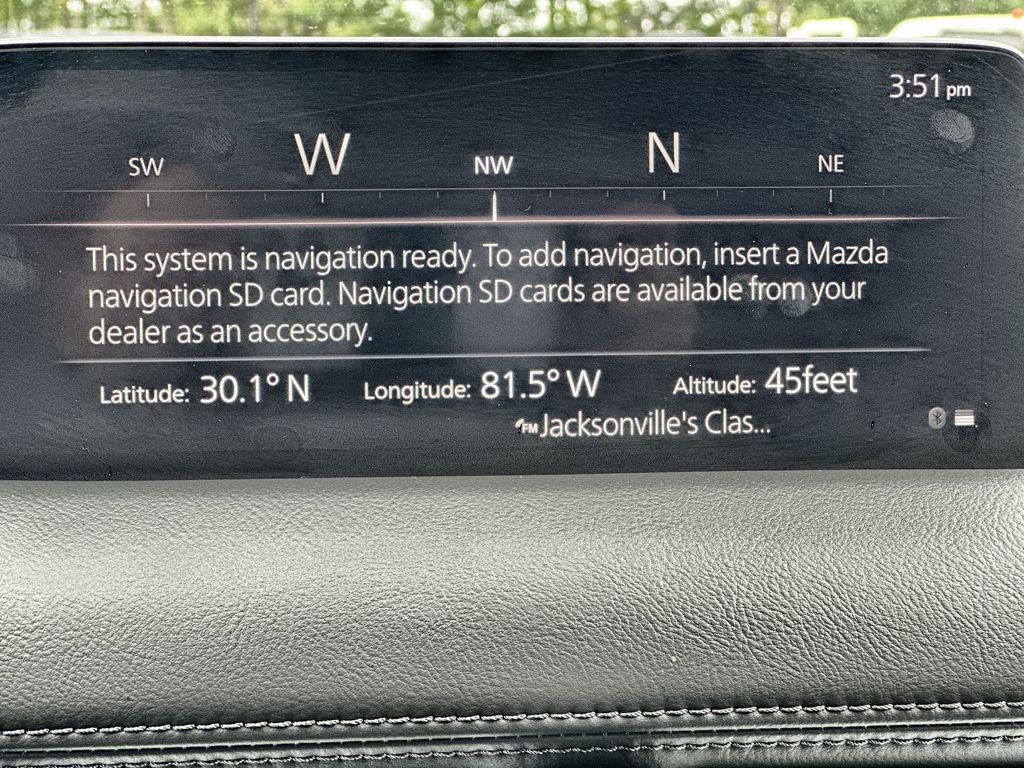 3:51 pm
SW W NW N NE
This system is navigation ready. To add navigation, insert a Mazda
navigation SD card. Navigation SD cards are available from your
dealer as an accessory.
Latitude: 30.1° N Longitude: 81.5° W Altitude: 45feet
FM Jacksonville's Clas...